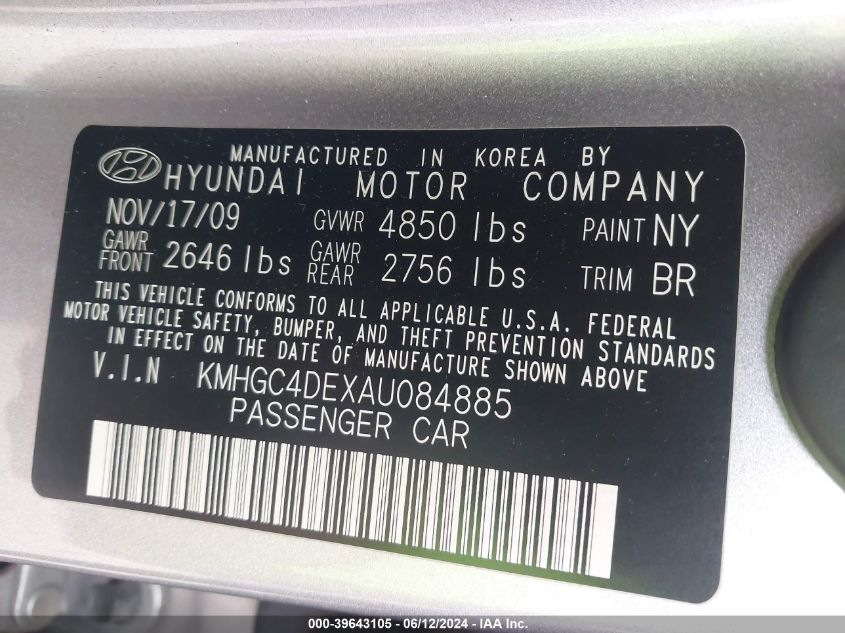 MANUFACTURED IN KOREA BY
HYUNDAI MOTOR COMPANY
NOV/17/09 GVWR 4850 lbs PAINT NY
GAWR FRONT 2646 lbs GAWR REAR 2756 lbs TRIM BR
THIS VEHICLE CONFORMS TO ALL APPLICABLE U.S.A. FEDERAL
MOTOR VEHICLE SAFETY, BUMPER, AND THEFT PREVENTION STANDARDS
IN EFFECT ON THE DATE OF MANUFACTURE SHOWN ABOVE
V.I.N KMHGC4DEXAU084885
PASSENGER CAR
000-39643105 - 06/12/2024 - IAA Inc.